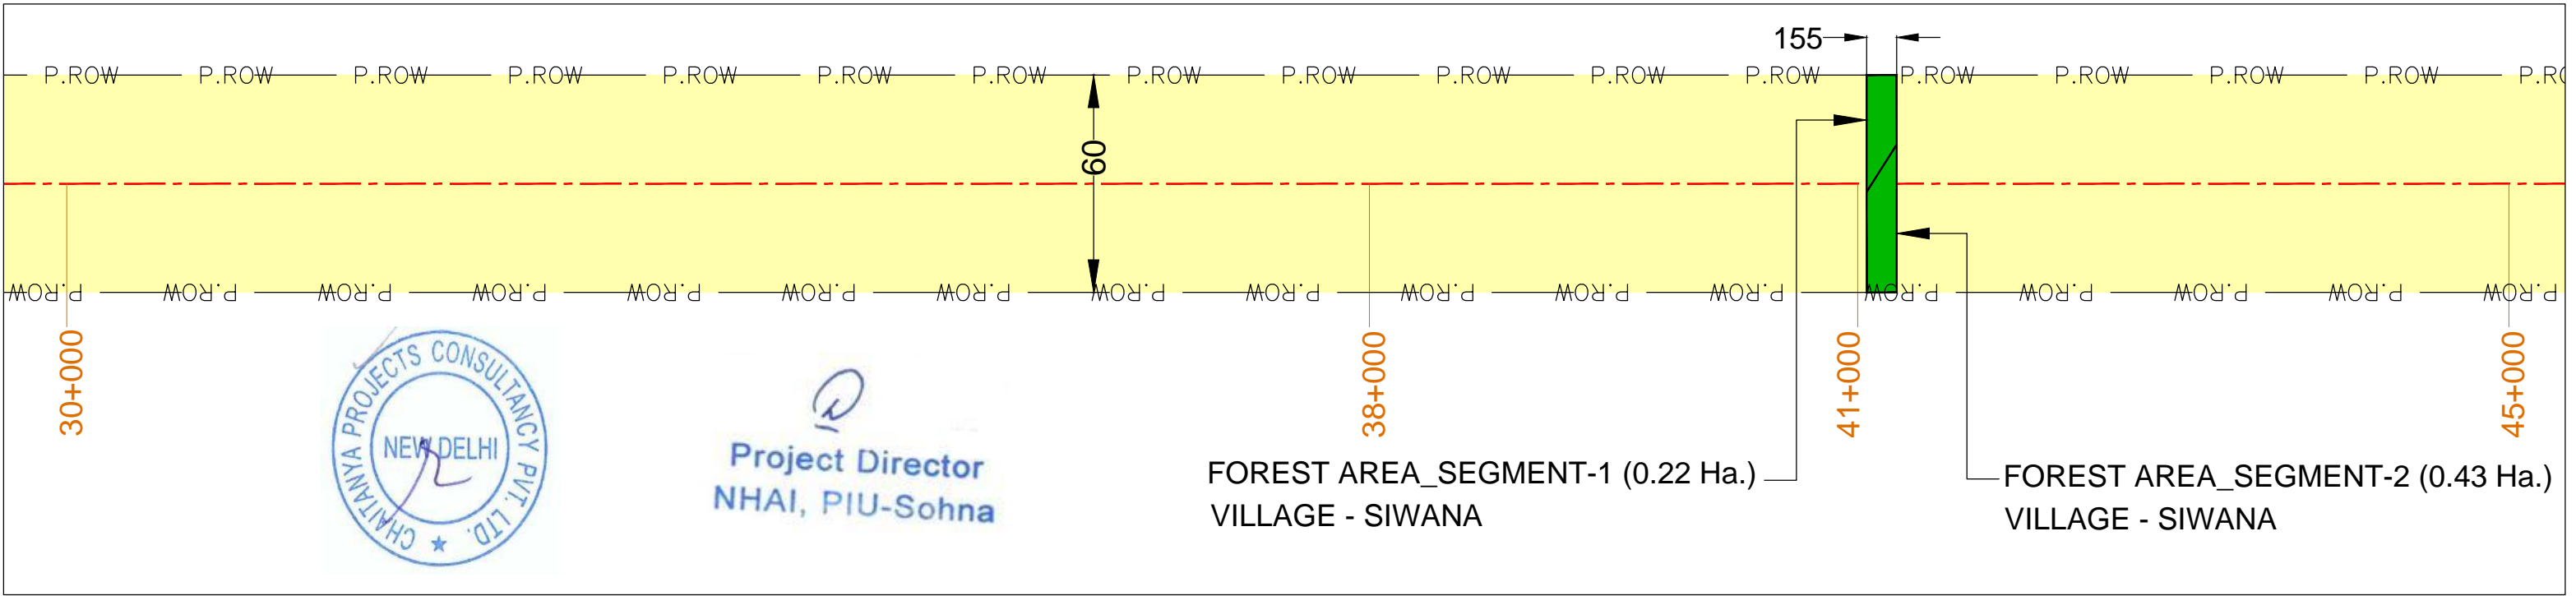 155
P.ROW P.ROW P.ROW P.ROW P.ROW P.ROW P.ROW P.ROW P.ROW P.ROW P.ROW P.ROW P.ROW P.ROW P.ROW P.ROW P.RO
60
P.ROW P.ROW P.ROW P.ROW P.ROW P.ROW P.ROW P.ROW P.ROW P.ROW P.ROW P.ROW P.ROW P.ROW P.ROW P.ROW P.ROW
30+000
38+000
41+000
45+000
CHAITANYA PROJECTS CONSULTANCY PVT. LTD.
NEW DELHI
Project Director
NHAI, PIU-Sohna
FOREST AREA_SEGMENT-1 (0.22 Ha.)
VILLAGE - SIWANA
FOREST AREA_SEGMENT-2 (0.43 Ha.)
VILLAGE - SIWANA